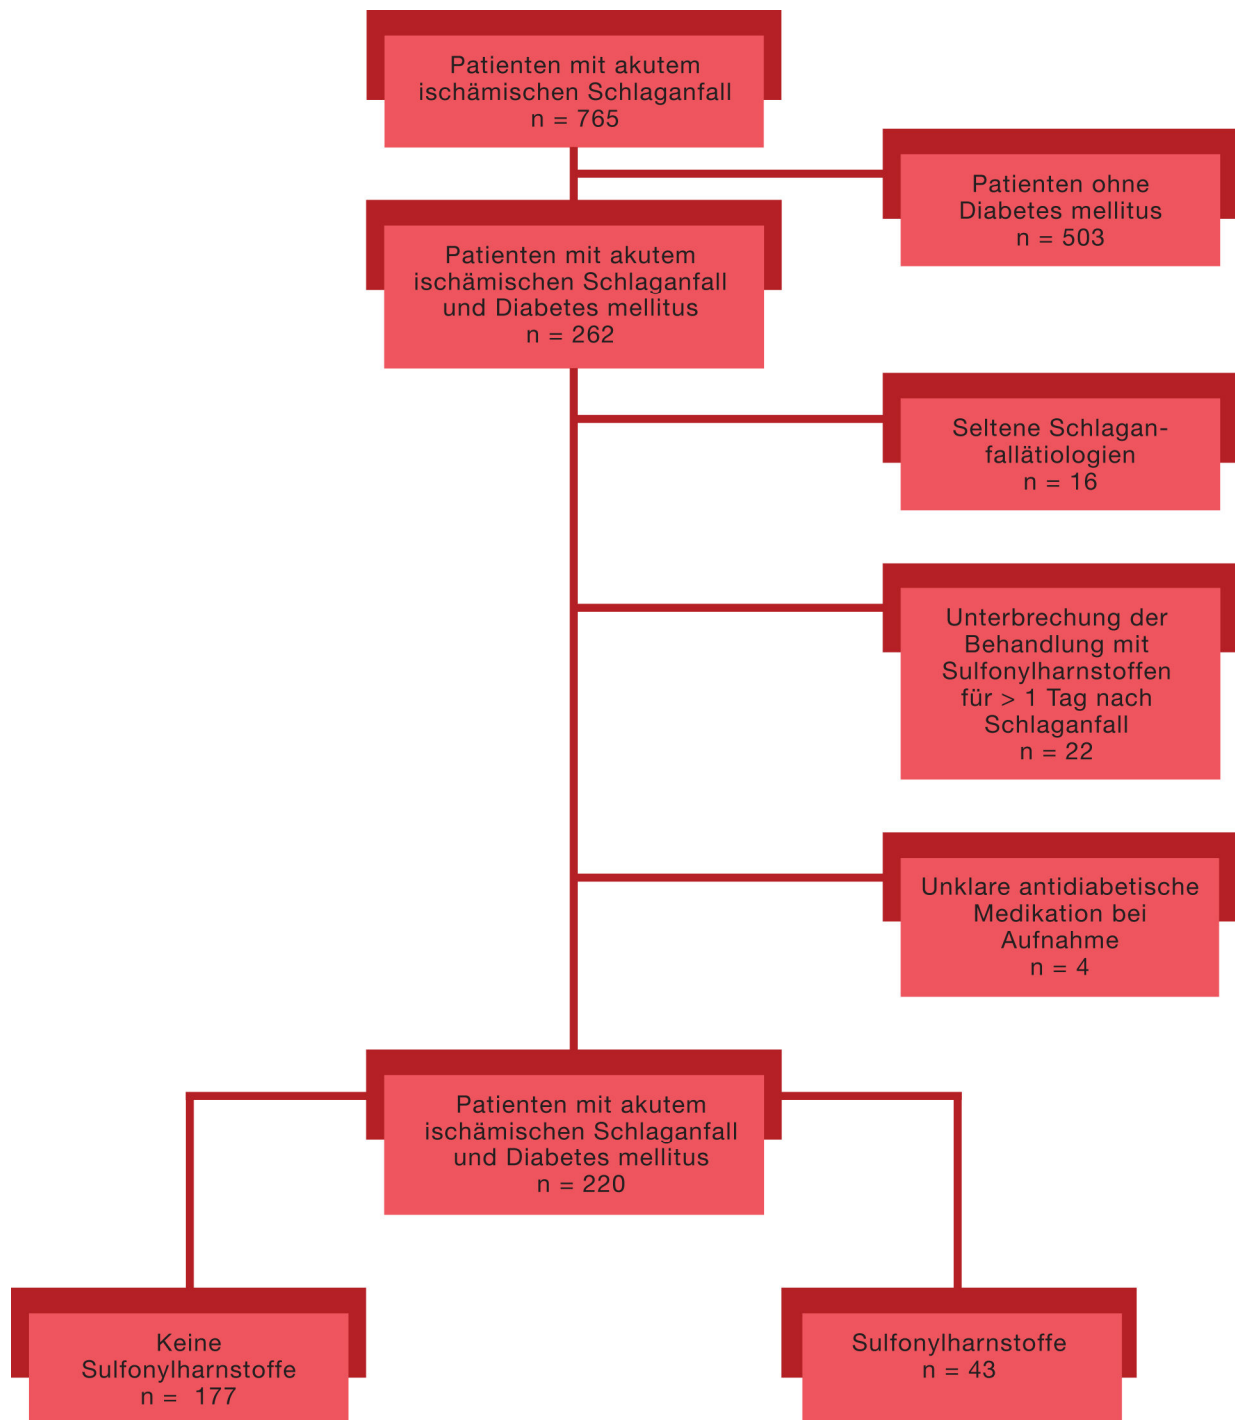 Patienten mit akutem
ischämischen Schlaganfall
n = 765
Patienten ohne
Diabetes mellitus
n = 503
Patienten mit akutem
ischämischen Schlaganfall
und Diabetes mellitus
n = 262
Seltene Schlagan-
fallätiologien
n = 16
Unterbrechung der
Behandlung mit
Sulfonylharnstoffen
für > 1 Tag nach
Schlaganfall
n = 22
Unklare antidiabetische
Medikation bei
Aufnahme
n = 4
Patienten mit akutem
ischämischen Schlaganfall
und Diabetes mellitus
n = 220
Keine
Sulfonylharnstoffe
n = 177
Sulfonylharnstoffe
n = 43